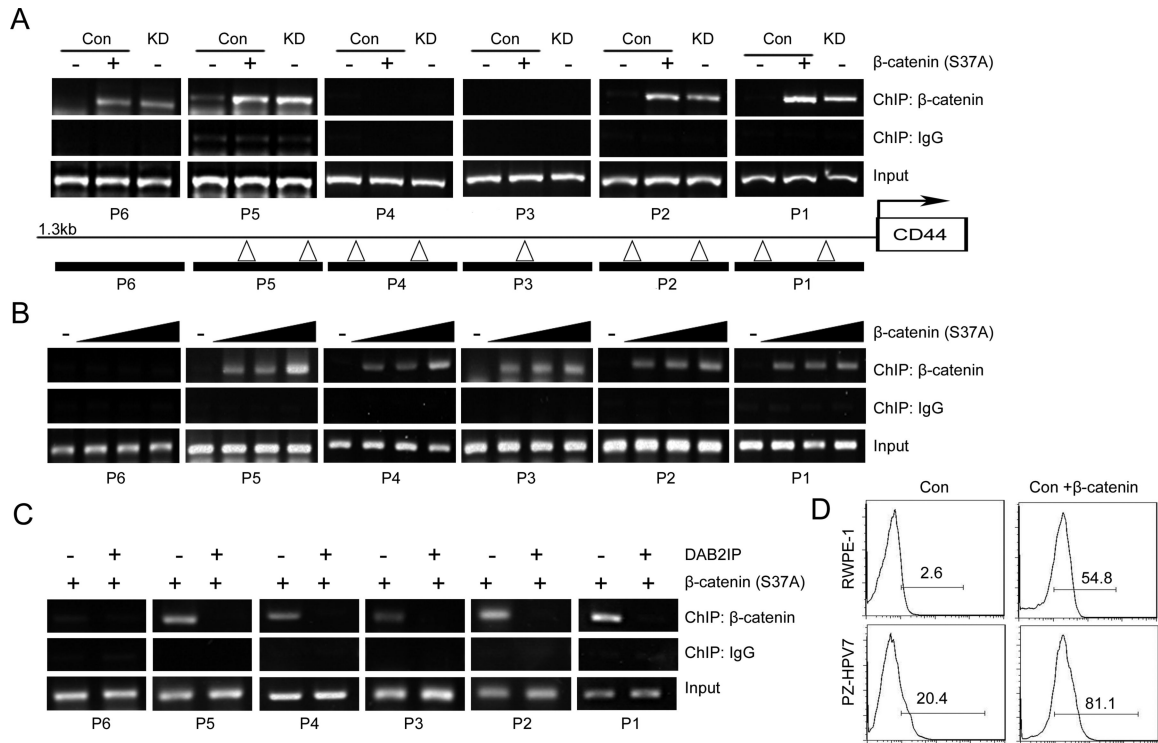 A
Con KD Con KD Con KD Con KD Con KD Con KD
- + - - + - - + - - + - - + - - + - β-catenin (S37A)
ChIP: β-catenin
ChIP: IgG
Input
P6 P5 P4 P3 P2 P1
1.3kb
CD44
P6 P5 P4 P3 P2 P1
B
- - - - - - β-catenin (S37A)
ChIP: β-catenin
ChIP: IgG
Input
P6 P5 P4 P3 P2 P1
C
- + - + - + - + - + - + DAB2IP
+ + + + + + + + + + + + β-catenin (S37A)
ChIP: β-catenin
ChIP: IgG
Input
P6 P5 P4 P3 P2 P1
D
Con Con +β-catenin
RWPE-1
2.6 54.8
PZ-HPV7
20.4 81.1